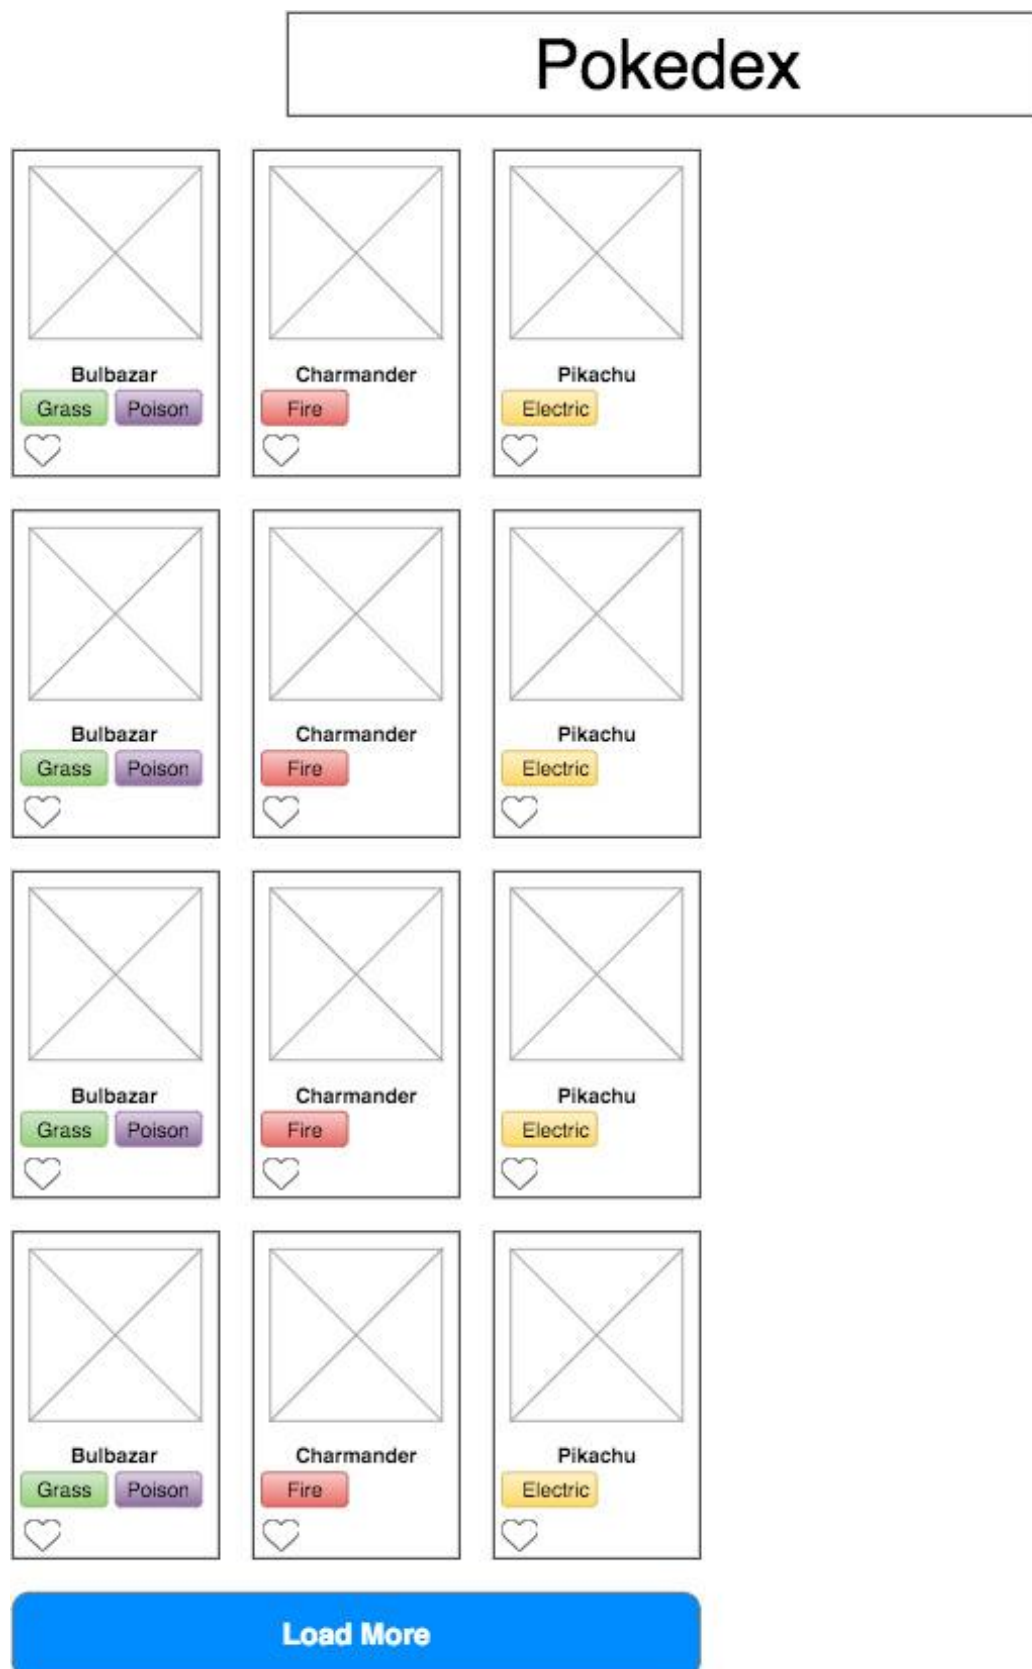 Pokedex
Bulbazar Charmander Pikachu
Grass Poison Fire Electric
Bulbazar Charmander Pikachu
Grass Poison Fire Electric
Bulbazar Charmander Pikachu
Grass Poison Fire Electric
Bulbazar Charmander Pikachu
Grass Poison Fire Electric
Load More